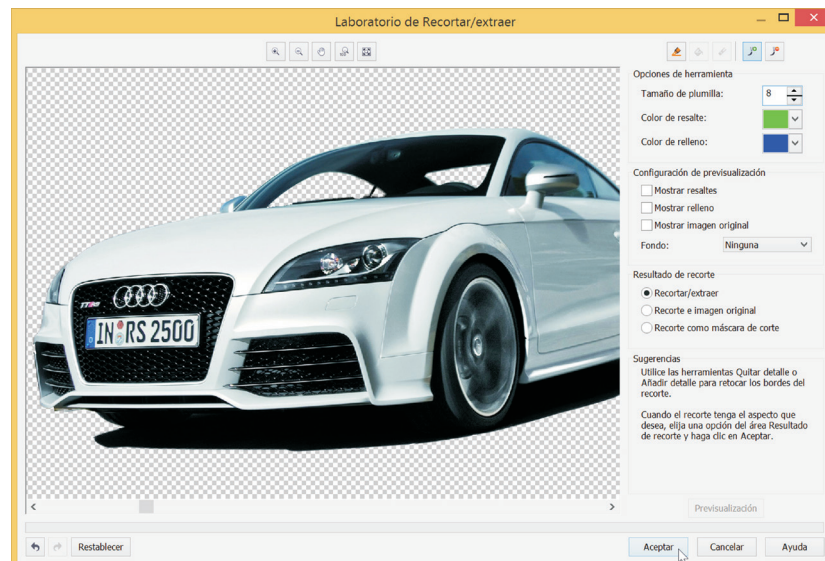 Laboratorio de Recortar/extraer
Opciones de herramienta
Tamaño de plumilla: 8
Color de resalte:
Color de relleno:
Configuración de previsualización
Mostrar resaltes
Mostrar relleno
Mostrar imagen original
Fondo: Ninguna
Resultado de recorte
Recortar/extraer
Recorte e imagen original
Recorte como máscara de corte
Sugerencias
Utilice las herramientas Quitar detalle o
Añadir detalle para retocar los bordes del
recorte.
Cuando el recorte tenga el aspecto que
desea, elija una opción del área Resultado
de recorte y haga clic en Aceptar.
TTRS
IN RS 2500
Previsualización
Restablecer
Aceptar
Cancelar
Ayuda